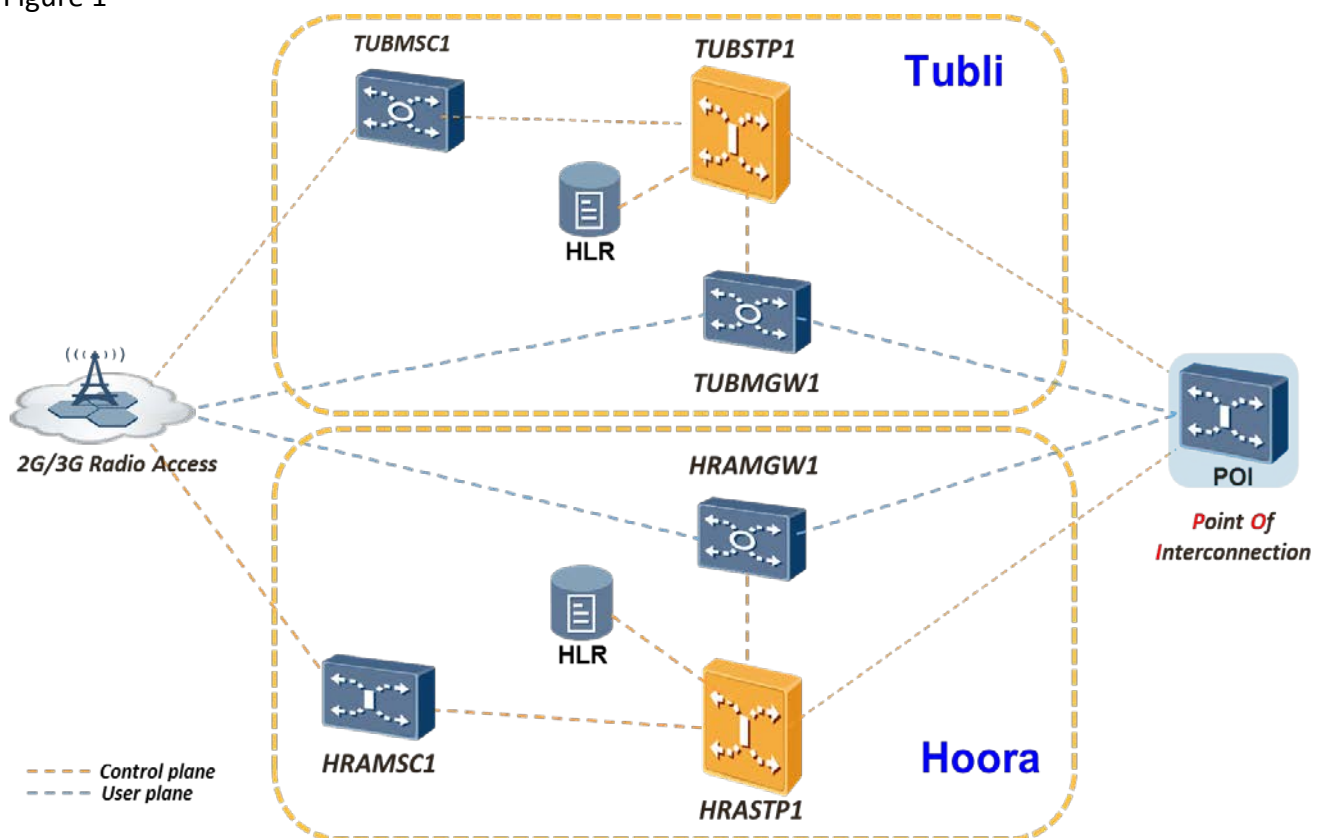 Figure 1
TUBMSC1
TUBSTP1
Tubli
HLR
TUBMGW1
2G/3G Radio Access
HRAMGW1
POI
Point Of
Interconnection
HLR
HRAMSC1
HRASTP1
Hoora
Control plane
User plane